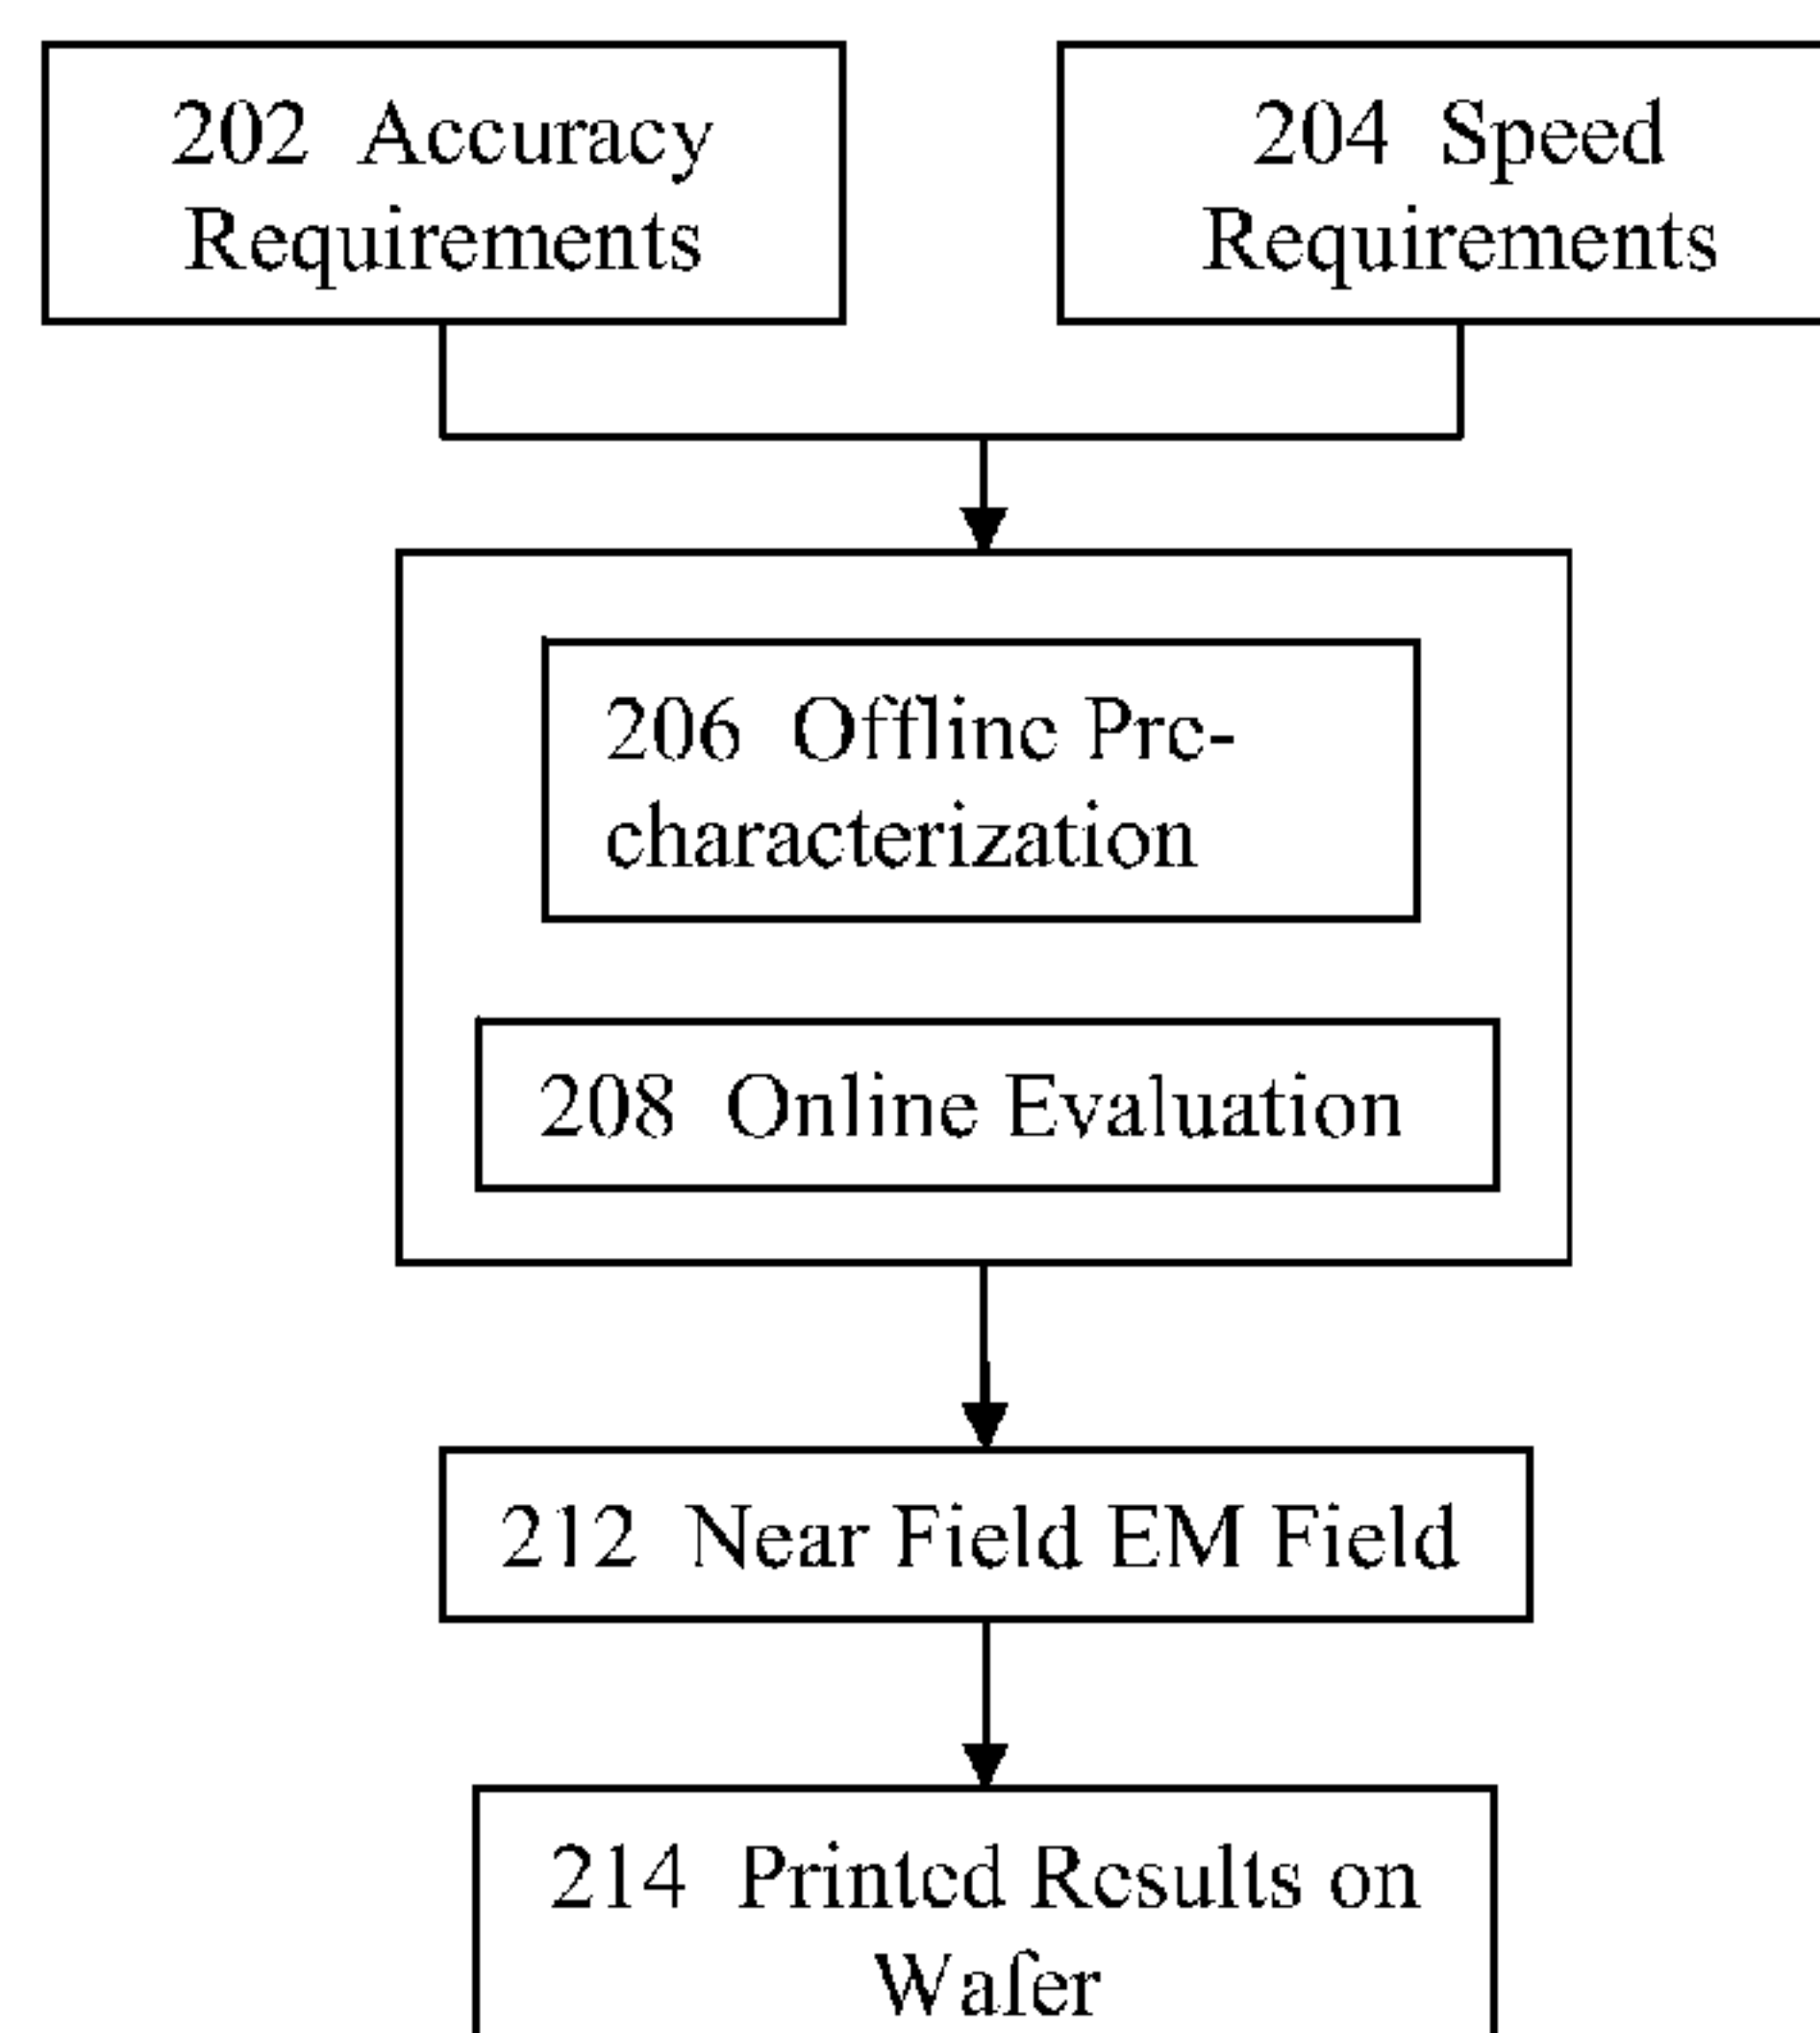 202 Accuracy
Requirements
204 Speed
Requirements
206 Offline Pre-
characterization
208 Online Evaluation
212 Near Field EM Field
214 Printed Results on
Wafer